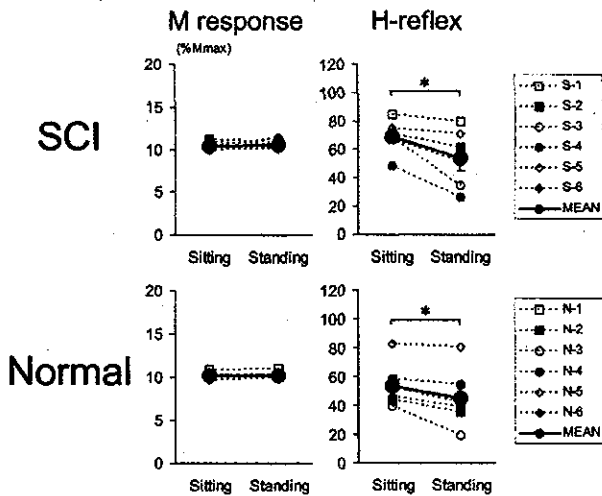 M response H-reflex
(%Mmax)
SCI
20
15
10
5
0
Sitting Standing
120
100
80
60
40
20
0
*
Sitting Standing
S-1
S-2
S-3
S-4
S-5
S-6
MEAN
Normal
20
15
10
5
0
Sitting Standing
120
100
80
60
40
20
0
*
Sitting Standing
N-1
N-2
N-3
N-4
N-5
N-6
MEAN